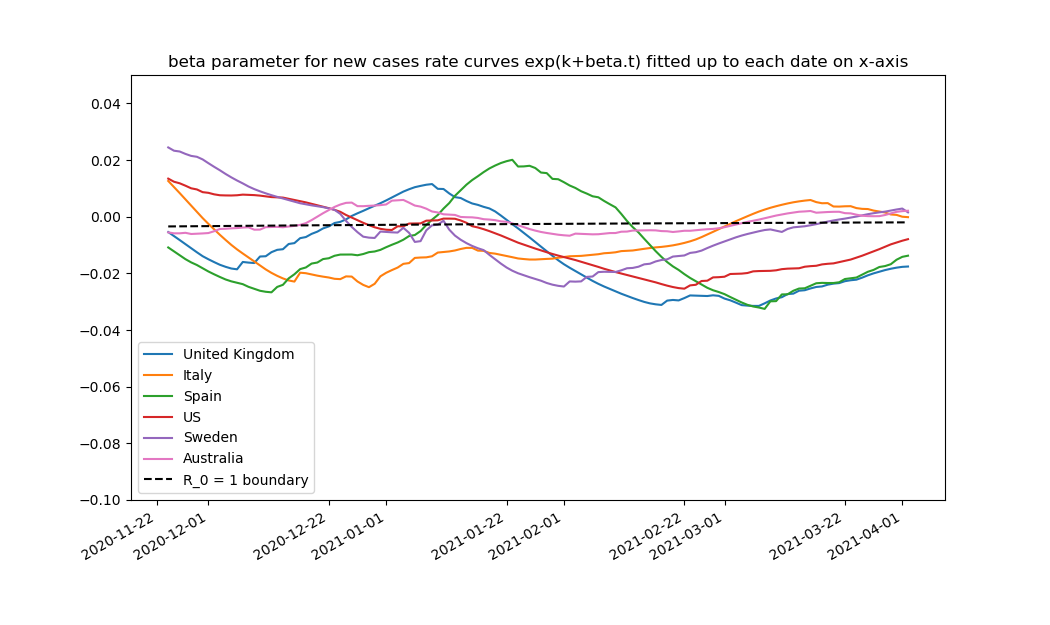 beta parameter for new cases rate curves exp(k+beta.t) fitted up to each date on x-axis
0.04
0.02
0.00
−0.02
−0.04
−0.06
−0.08
−0.10
United Kingdom
Italy
Spain
US
Sweden
Australia
R_0 = 1 boundary
2020-11-22
2020-12-01
2020-12-22
2021-01-01
2021-01-22
2021-02-01
2021-02-22
2021-03-01
2021-03-22
2021-04-01